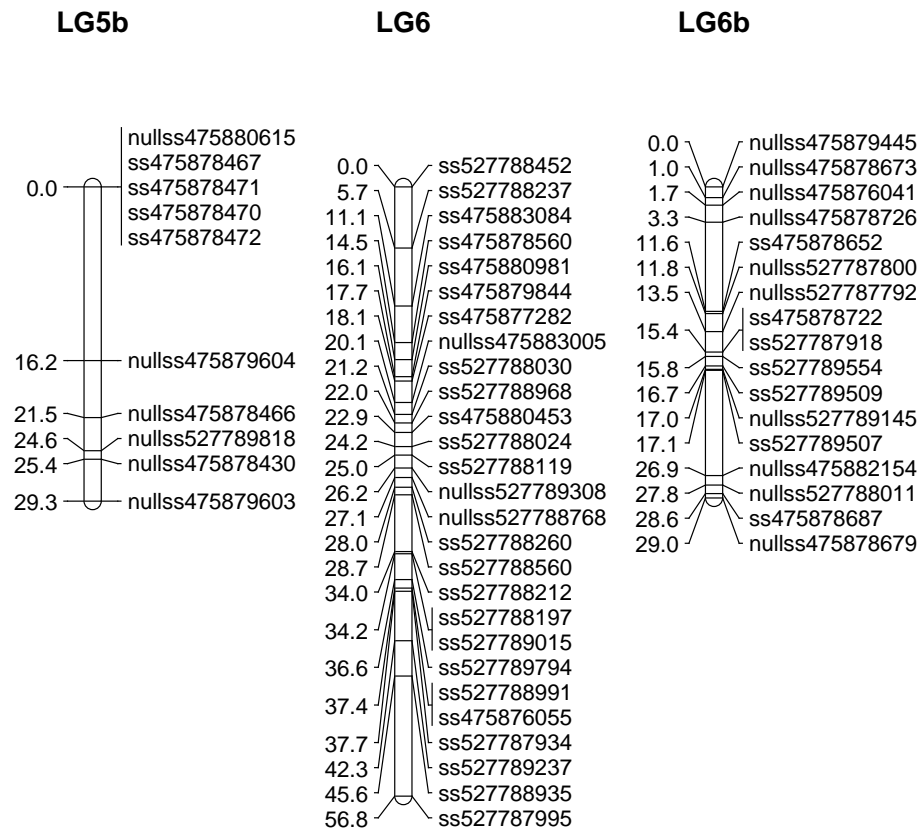 LG5b
nullss475880615
ss475878467
0.0 ss475878471
ss475878470
ss475878472
16.2 nullss475879604
21.5 nullss475878466
24.6 nullss527789818
25.4 nullss475878430
29.3 nullss475879603
LG6
0.0 ss527788452
5.7 ss527788237
11.1 ss475883084
14.5 ss475878560
16.1 ss475880981
17.7 ss475879844
18.1 ss475877282
20.1 nullss475883005
21.2 ss527788030
22.0 ss527788968
22.9 ss475880453
24.2 ss527788024
25.0 ss527788119
26.2 nullss527789308
27.1 nullss527788768
28.0 ss527788260
28.7 ss527788560
34.0 ss527788212
ss527788197
34.2
ss527789015
36.6 ss527789794
ss527788991
37.4
ss475876055
37.7 ss527787934
42.3 ss527789237
45.6 ss527788935
56.8 ss527787995
LG6b
0.0 nullss475879445
1.0 nullss475878673
1.7 nullss475876041
3.3 nullss475878726
11.6 ss475878652
11.8 nullss527787800
13.5 nullss527787792
ss475878722
15.4
ss527787918
15.8 ss527789554
16.7 ss527789509
17.0 nullss527789145
17.1 ss527789507
26.9 nullss475882154
27.8 nullss527788011
28.6 ss475878687
29.0 nullss475878679